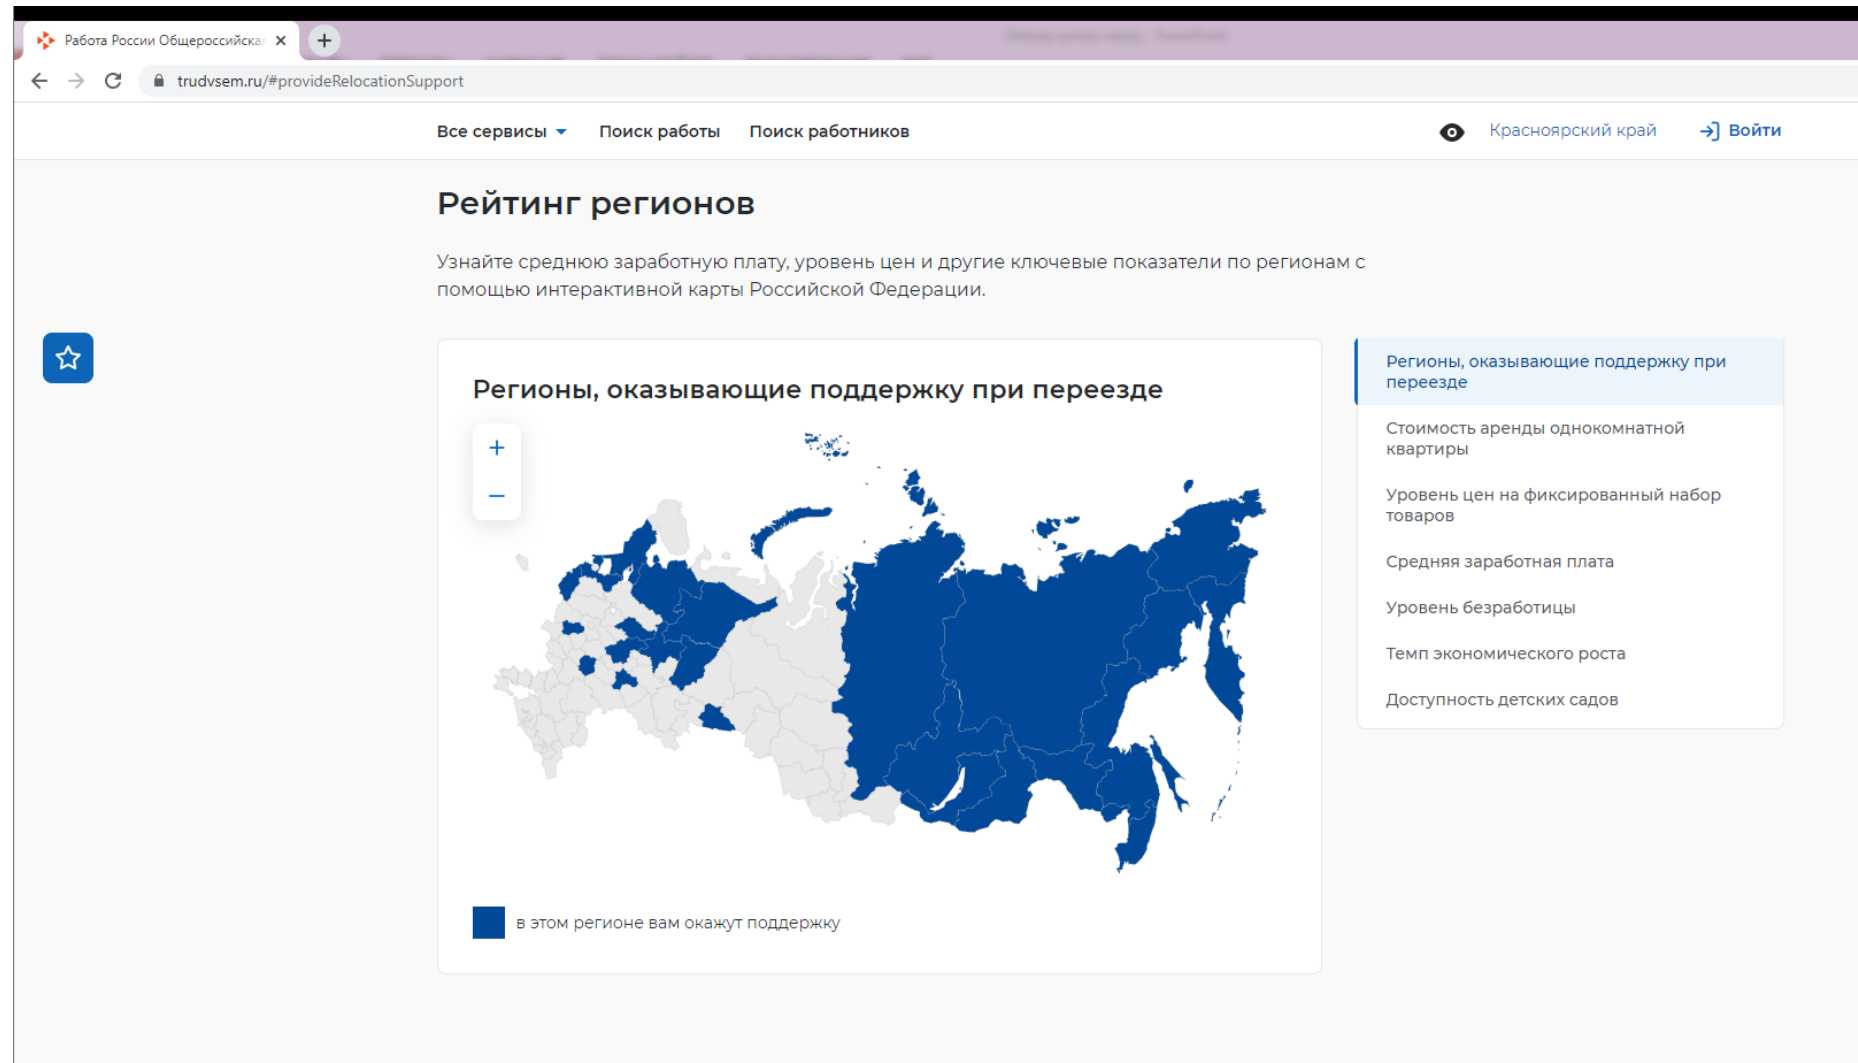 Работа России Общероссийска
trudvsem.ru/#provideRelocationSupport
Все сервисы
Поиск работы
Поиск работников
Красноярский край
Войти
Рейтинг регионов
Узнайте среднюю заработную плату, уровень цен и другие ключевые показатели по регионам с
помощью интерактивной карты Российской Федерации.
Регионы, оказывающие поддержку при переезде
+
−
в этом регионе вам окажут поддержку
Регионы, оказывающие поддержку при
переезде
Стоимость аренды однокомнатной
квартиры
Уровень цен на фиксированный набор
товаров
Средняя заработная плата
Уровень безработицы
Темп экономического роста
Доступность детских садов